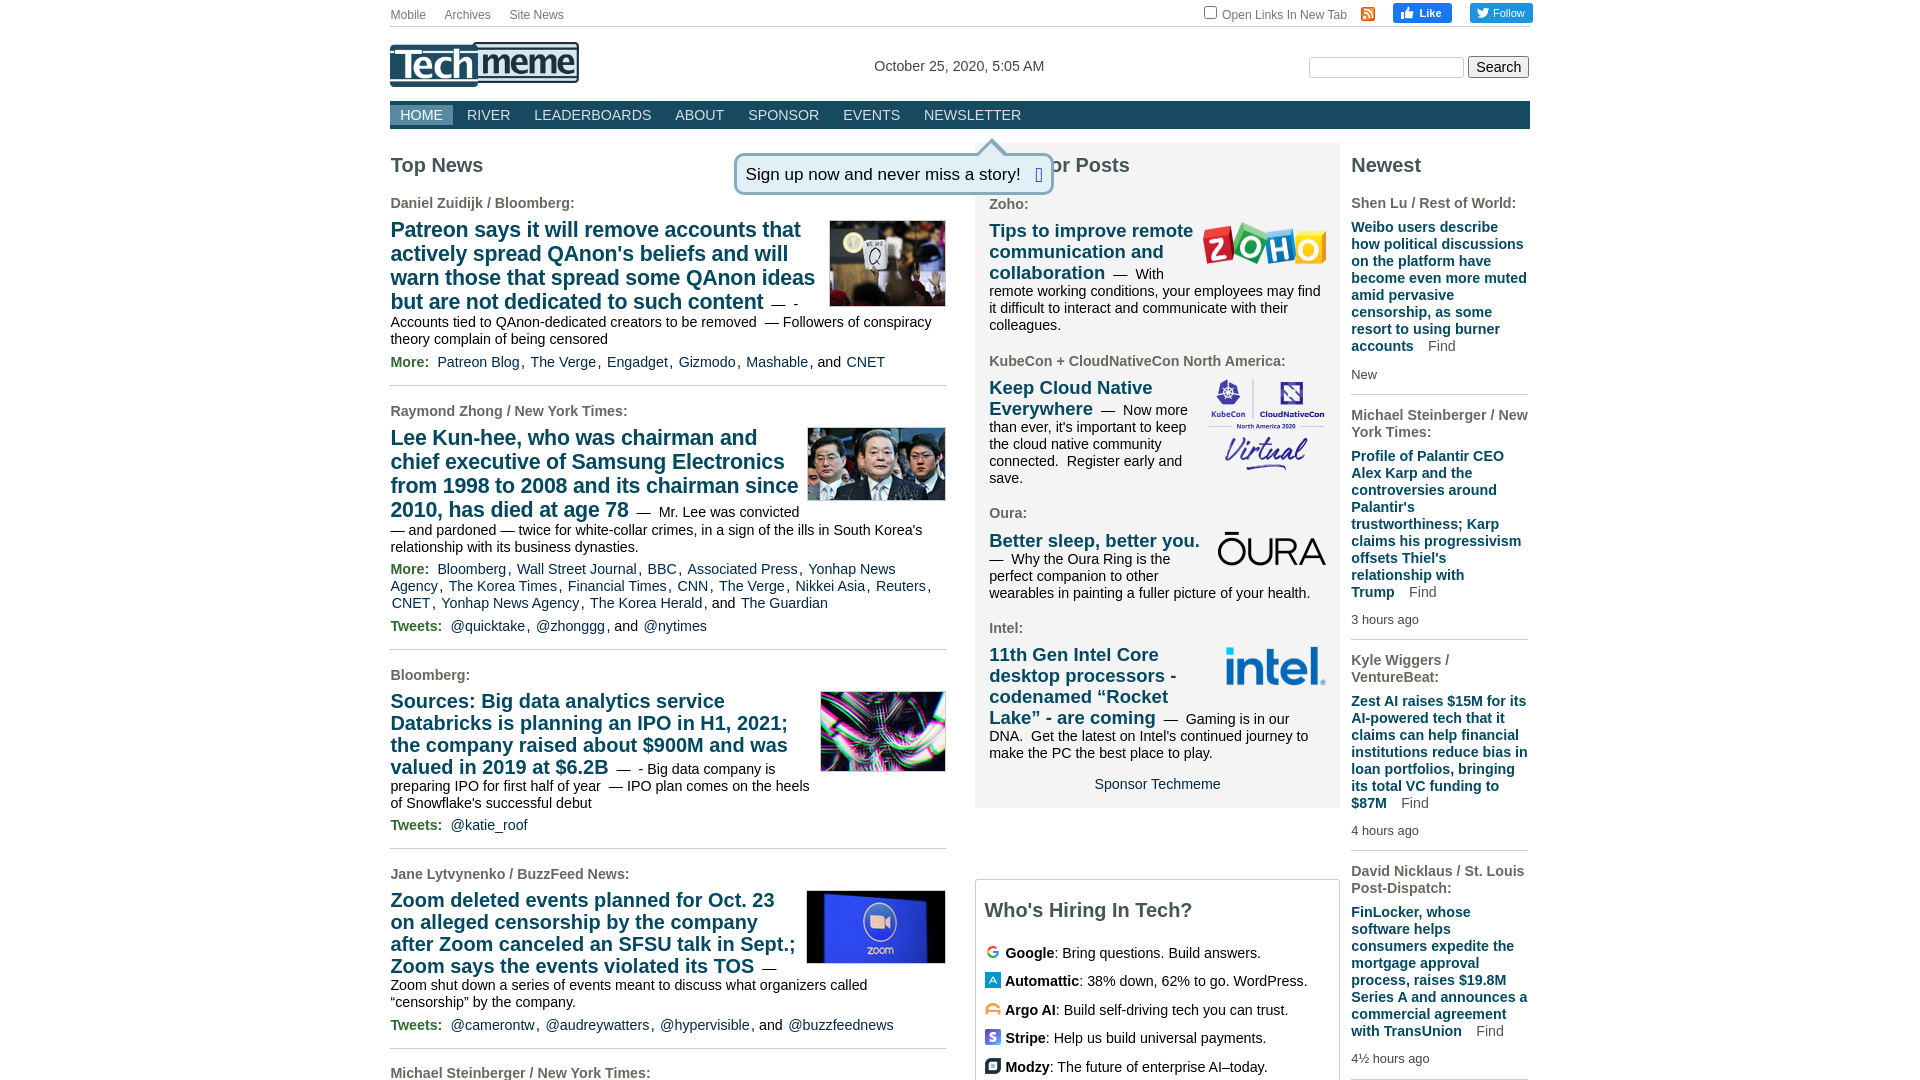 Mobile Archives Site News
Open Links In New Tab
Like
Follow
Techmeme
October 25, 2020, 5:05 AM
Search
HOME RIVER LEADERBOARDS ABOUT SPONSOR EVENTS NEWSLETTER
Sign up now and never miss a story!
Top News
Daniel Zuidijk / Bloomberg:
Patreon says it will remove accounts that
actively spread QAnon's beliefs and will
warn those that spread some QAnon ideas
but are not dedicated to such content — -
Accounts tied to QAnon-dedicated creators to be removed — Followers of conspiracy
theory complain of being censored
More: Patreon Blog, The Verge, Engadget, Gizmodo, Mashable, and CNET
Raymond Zhong / New York Times:
Lee Kun-hee, who was chairman and
chief executive of Samsung Electronics
from 1998 to 2008 and its chairman since
2010, has died at age 78 — Mr. Lee was convicted
— and pardoned — twice for white-collar crimes, in a sign of the ills in South Korea's
relationship with its business dynasties.
More: Bloomberg, Wall Street Journal, BBC, Associated Press, Yonhap News
Agency, The Korea Times, Financial Times, CNN, The Verge, Nikkei Asia, Reuters,
CNET, Yonhap News Agency, The Korea Herald, and The Guardian
Tweets: @quicktake, @zhonggg, and @nytimes
Bloomberg:
Sources: Big data analytics service
Databricks is planning an IPO in H1, 2021;
the company raised about $900M and was
valued in 2019 at $6.2B — - Big data company is
preparing IPO for first half of year — IPO plan comes on the heels
of Snowflake's successful debut
Tweets: @katie_roof
Jane Lytvynenko / BuzzFeed News:
Zoom deleted events planned for Oct. 23
on alleged censorship by the company
after Zoom canceled an SFSU talk in Sept.;
Zoom says the events violated its TOS —
Zoom shut down a series of events meant to discuss what organizers called
“censorship” by the company.
zoom
Tweets: @camerontw, @audreywatters, @hypervisible, and @buzzfeednews
Michael Steinberger / New York Times:
or Posts
Zoho:
Tips to improve remote
communication and
collaboration — With
remote working conditions, your employees may find
it difficult to interact and communicate with their
colleagues.
ZOHO
KubeCon + CloudNativeCon North America:
Keep Cloud Native
Everywhere — Now more
than ever, it's important to keep
the cloud native community
connected. Register early and
save.
KubeCon CloudNativeCon
North America 2020
Virtual
Oura:
Better sleep, better you.
— Why the Oura Ring is the
perfect companion to other
wearables in painting a fuller picture of your health.
ŌURA
Intel:
11th Gen Intel Core
desktop processors -
codenamed “Rocket
Lake” - are coming — Gaming is in our
DNA. Get the latest on Intel's continued journey to
make the PC the best place to play.
intel.
Sponsor Techmeme
Who's Hiring In Tech?
Google: Bring questions. Build answers.
Automattic: 38% down, 62% to go. WordPress.
Argo AI: Build self-driving tech you can trust.
Stripe: Help us build universal payments.
Modzy: The future of enterprise AI–today.
Newest
Shen Lu / Rest of World:
Weibo users describe
how political discussions
on the platform have
become even more muted
amid pervasive
censorship, as some
resort to using burner
accounts Find
New
Michael Steinberger / New
York Times:
Profile of Palantir CEO
Alex Karp and the
controversies around
Palantir's
trustworthiness; Karp
claims his progressivism
offsets Thiel's
relationship with
Trump Find
3 hours ago
Kyle Wiggers /
VentureBeat:
Zest AI raises $15M for its
AI-powered tech that it
claims can help financial
institutions reduce bias in
loan portfolios, bringing
its total VC funding to
$87M Find
4 hours ago
David Nicklaus / St. Louis
Post-Dispatch:
FinLocker, whose
software helps
consumers expedite the
mortgage approval
process, raises $19.8M
Series A and announces a
commercial agreement
with TransUnion Find
4½ hours ago